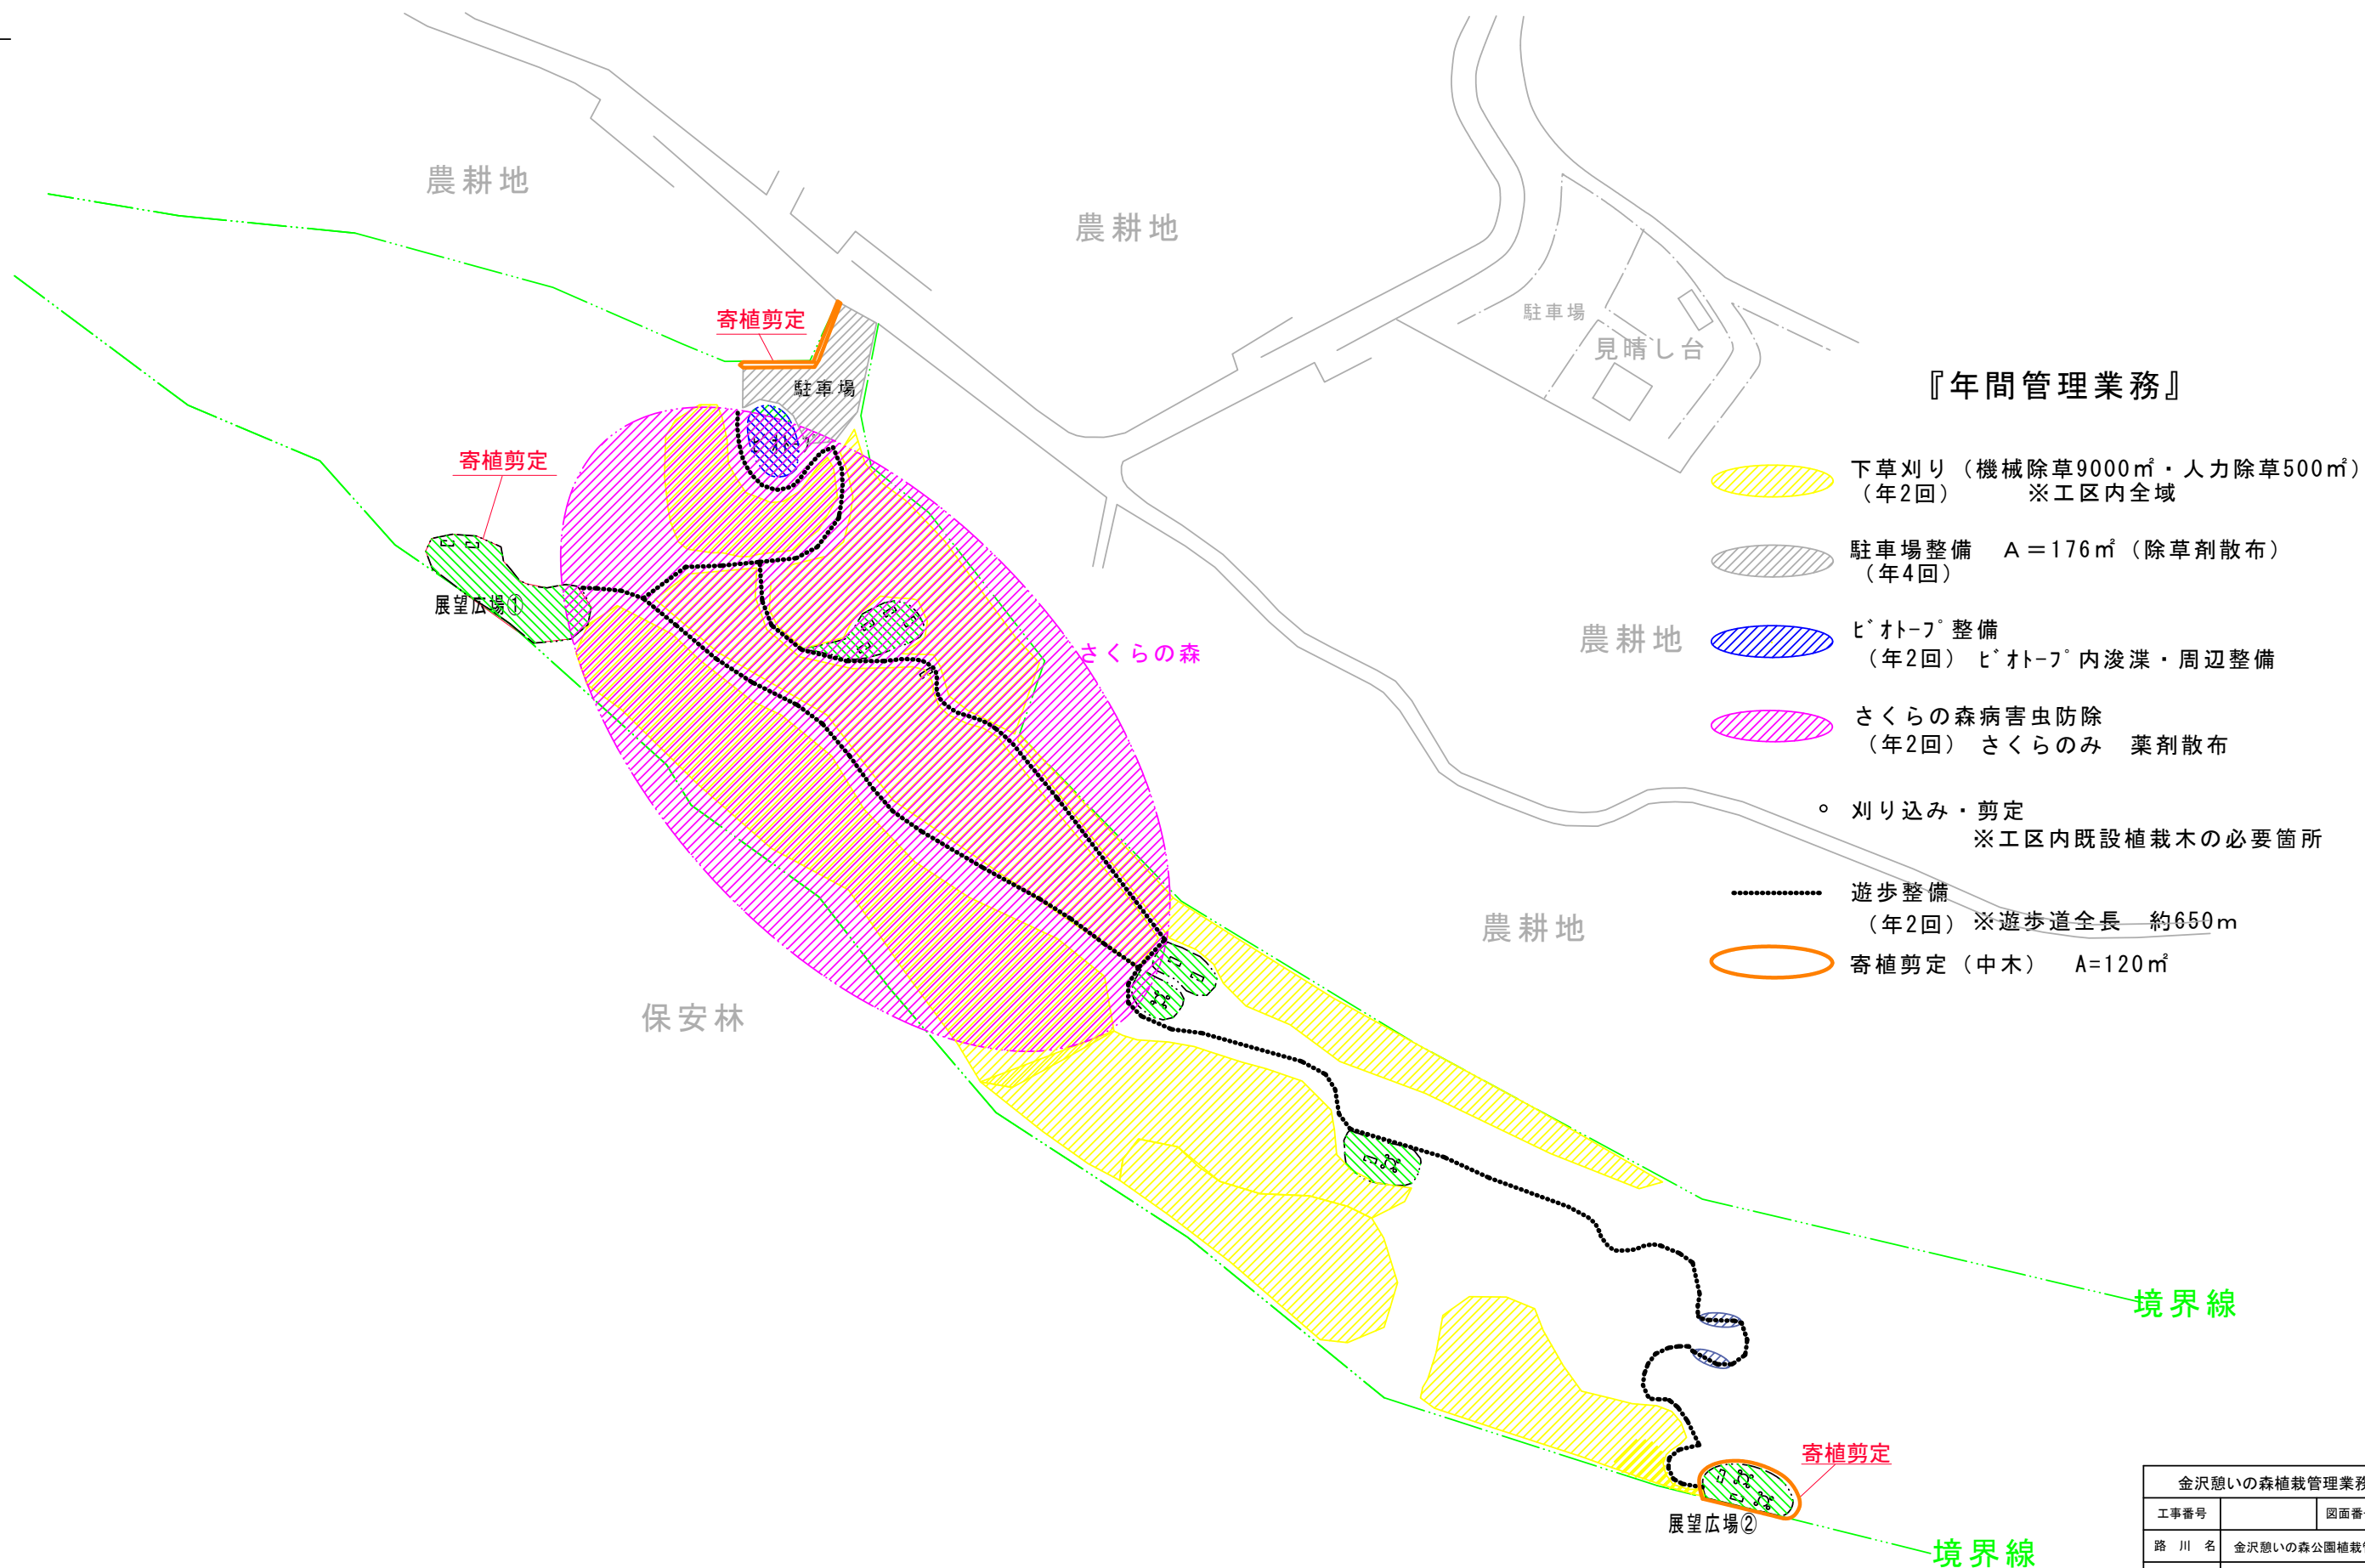 農耕地
農耕地
寄植剪定
駐車場
見晴し台
駐車場
『年間管理業務』
寄植剪定
下草刈り（機械除草9000㎡・人力除草500㎡）
（年2回）　※工区内全域
駐車場整備　Ａ＝176㎡（除草剤散布）
（年4回）
展望広場①
農耕地
ﾋﾞｵﾄｰﾌﾟ整備
（年2回）ﾋﾞｵﾄｰﾌﾟ内浚渫・周辺整備
さくらの森
さくらの森病害虫防除
（年2回）さくらのみ　薬剤散布
刈り込み・剪定
※工区内既設植栽木の必要箇所
遊歩整備
（年2回）※遊歩道全長　約650ｍ
農耕地
寄植剪定（中木）　A=120㎡
保安林
境界線
寄植剪定
展望広場②
境界線
金沢憩いの森植栽管理業務
工事番号
図面番
路川名
金沢憩いの森公園植栽